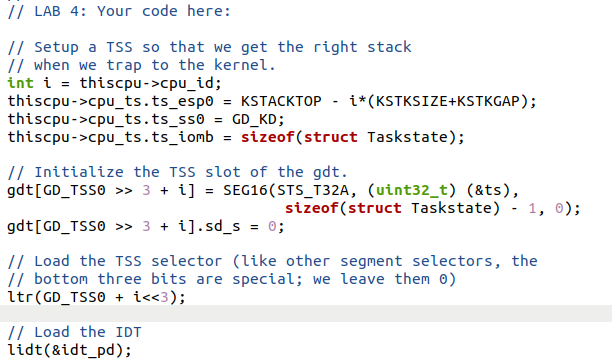 // LAB 4: Your code here:
// Setup a TSS so that we get the right stack
// when we trap to the kernel.
int i = thiscpu->cpu_id;
thiscpu->cpu_ts.ts_esp0 = KSTACKTOP - i*(KSTKSIZE+KSTKGAP);
thiscpu->cpu_ts.ts_ss0 = GD_KD;
thiscpu->cpu_ts.ts_iomb = sizeof(struct Taskstate);
// Initialize the TSS slot of the gdt.
gdt[GD_TSS0 >> 3 + i] = SEG16(STS_T32A, (uint32_t) (&ts),
sizeof(struct Taskstate) - 1, 0);
gdt[GD_TSS0 >> 3 + i].sd_s = 0;
// Load the TSS selector (like other segment selectors, the
// bottom three bits are special; we leave them 0)
ltr(GD_TSS0 + i<<3);
// Load the IDT
lidt(&idt_pd);